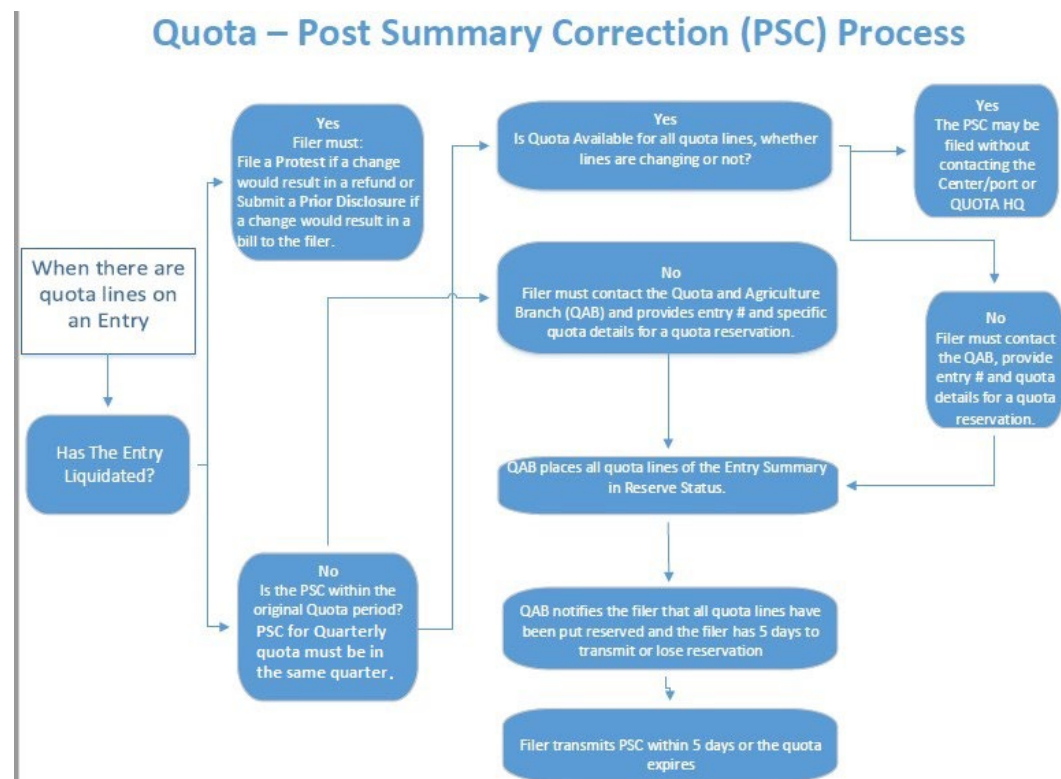 Quota – Post Summary Correction (PSC) Process
When there are
quota lines on
an Entry
Has The Entry
Liquidated?
Yes
Filer must:
File a Protest if a change
would result in a refund or
Submit a Prior Disclosure if
a change would result in a
bill to the filer.
No
Is the PSC within the
original Quota period?
PSC for Quarterly
quota must be in
the same quarter.
Yes
Is Quota Available for all quota lines, whether
lines are changing or not?
No
Filer must contact the Quota and Agriculture
Branch (QAB) and provides entry # and specific
quota details for a quota reservation.
Yes
The PSC may be
filed without
contacting the
Center/port or
QUOTA HQ
No
Filer must contact
the QAB, provide
entry # and quota
details for a quota
reservation.
QAB places all quota lines of the Entry Summary
in Reserve Status.
QAB notifies the filer that all quota lines have
been put reserved and the filer has 5 days to
transmit or lose reservation
Filer transmits PSC within 5 days or the quota
expires